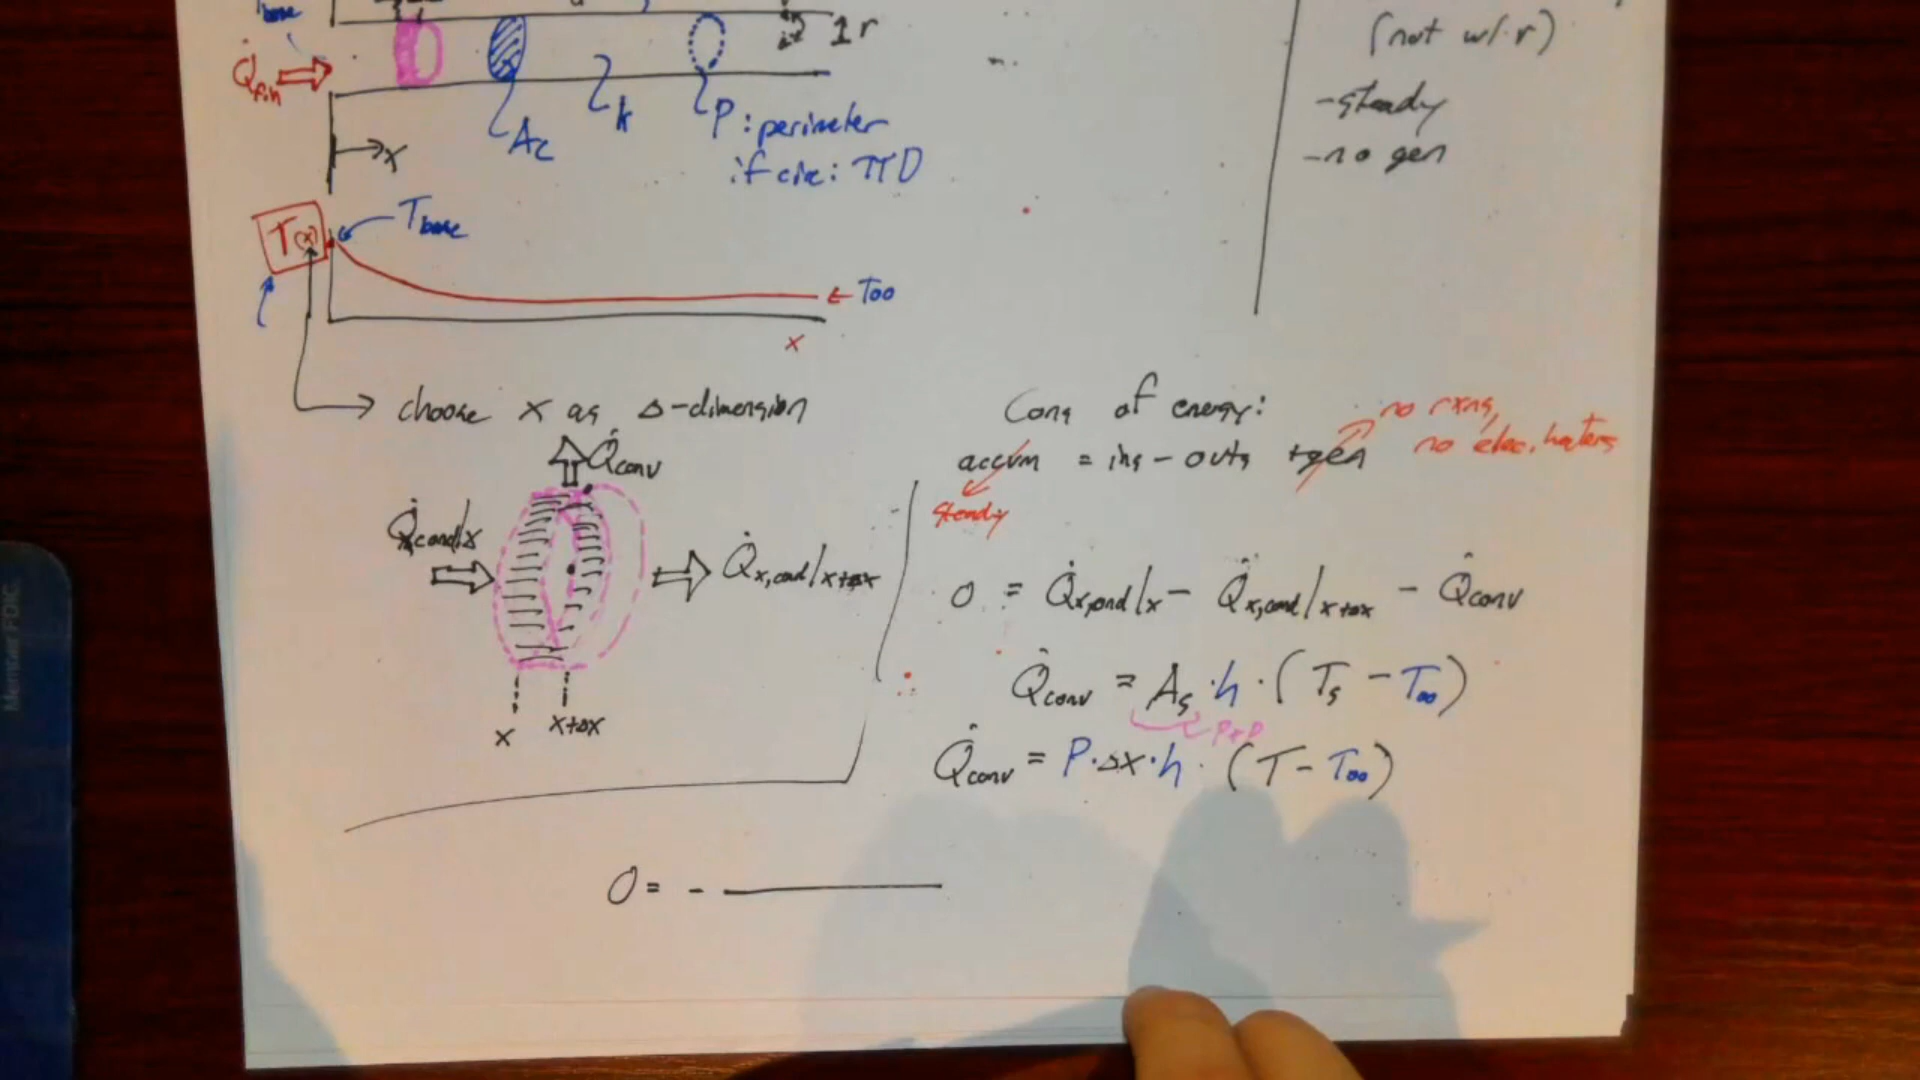 Tbase
Q̇fin
1r
Ac
k
P : perimeter
if circ: πD
x
(not w/ r)
-steady
-no gen
T(x)
Tbase
T∞
x
choose x as Δ-dimension
Q̇conv
Q̇x,cond|x
Q̇x,cond|x+Δx
x
x+Δx
Cons of energy:
accum = ins - outs + gen
no rxns,
no elec. heaters
steady
0 = Q̇x,cond|x - Q̇x,cond|x+Δx - Q̇conv
Q̇conv = As · h · (Ts - T∞)
Q̇conv = P · Δx · h · (T - T∞)
0 = -